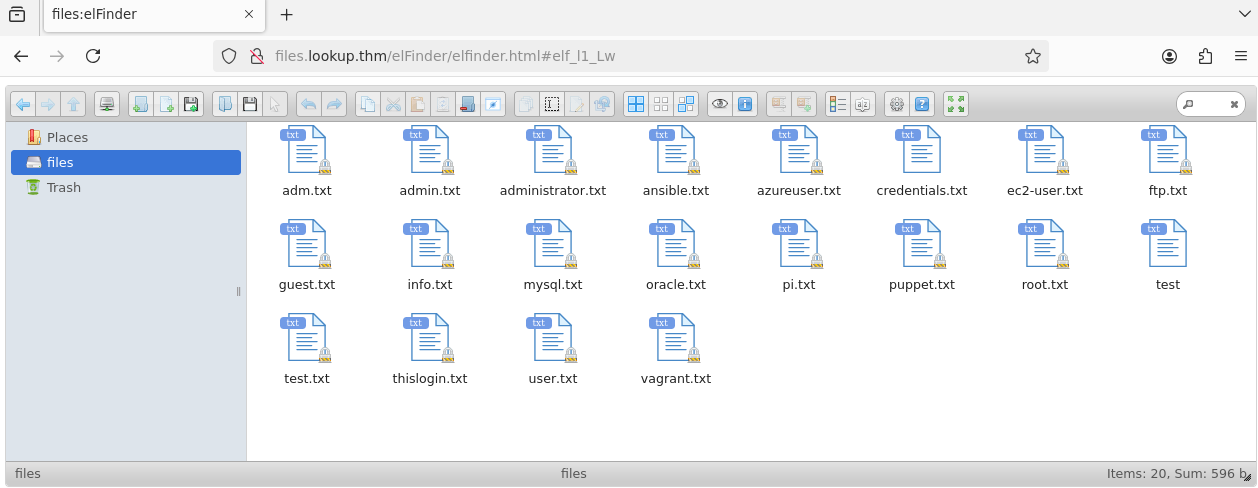 files:elFinder
files.lookup.thm/elFinder/elfinder.html#elf_l1_Lw
Places
files
Trash
txt txt txt txt txt txt txt txt
adm.txt admin.txt administrator.txt ansible.txt azureuser.txt credentials.txt ec2-user.txt ftp.txt
txt txt txt txt txt txt txt txt
guest.txt info.txt mysql.txt oracle.txt pi.txt puppet.txt root.txt test
txt txt txt txt
test.txt thislogin.txt user.txt vagrant.txt
files files Items: 20, Sum: 596 b